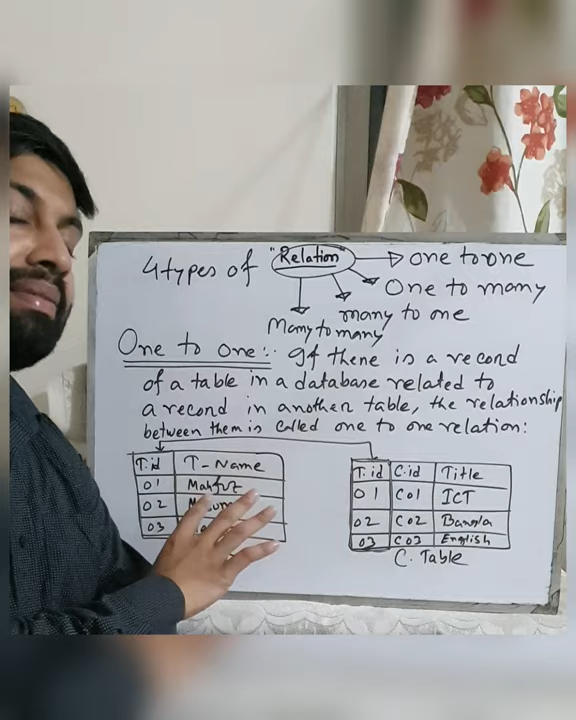 4 types of "Relation" → one to one
One to many
many to one
Many to many
One to one:. If there is a record
of a table in a database related to
a record in another table, the relationship
between them is called one to one relation:
T.id T-Name
01 Mahfuz
02
03
T.id C.id Title
01 C01 ICT
02 C02 Bangla
03 C03 English
C. Table